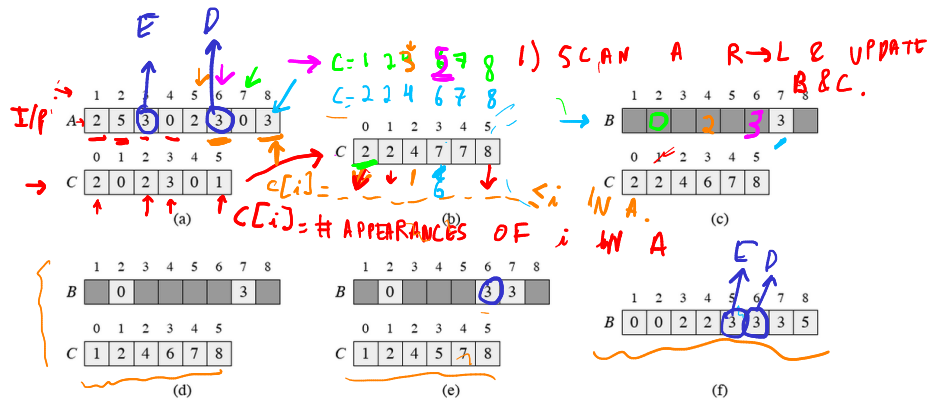 E D
C = 1 2 3 5 7 8
1) SCAN A R→L & UPDATE
B & C.
C = 2 2 4 6 7 8
I/p
1 2 3 4 5 6 7 8
A 2 5 3 0 2 3 0 3
0 1 2 3 4 5
C 2 0 2 3 0 1
(a)
0 1 2 3 4 5
C 2 2 4 7 7 8
6
(b)
1 2 3 4 5 6 7 8
B 0 2 3 3
0 1 2 3 4 5
C 2 2 4 6 7 8
(c)
C[i] = ≤ i IN A.
C[i] = # APPEARANCES OF i IN A
1 2 3 4 5 6 7 8
B 0 3
0 1 2 3 4 5
C 1 2 4 6 7 8
(d)
1 2 3 4 5 6 7 8
B 0 3 3
0 1 2 3 4 5
C 1 2 4 5 7 8
(e)
E D
1 2 3 4 5 6 7 8
B 0 0 2 2 3 3 3 5
(f)